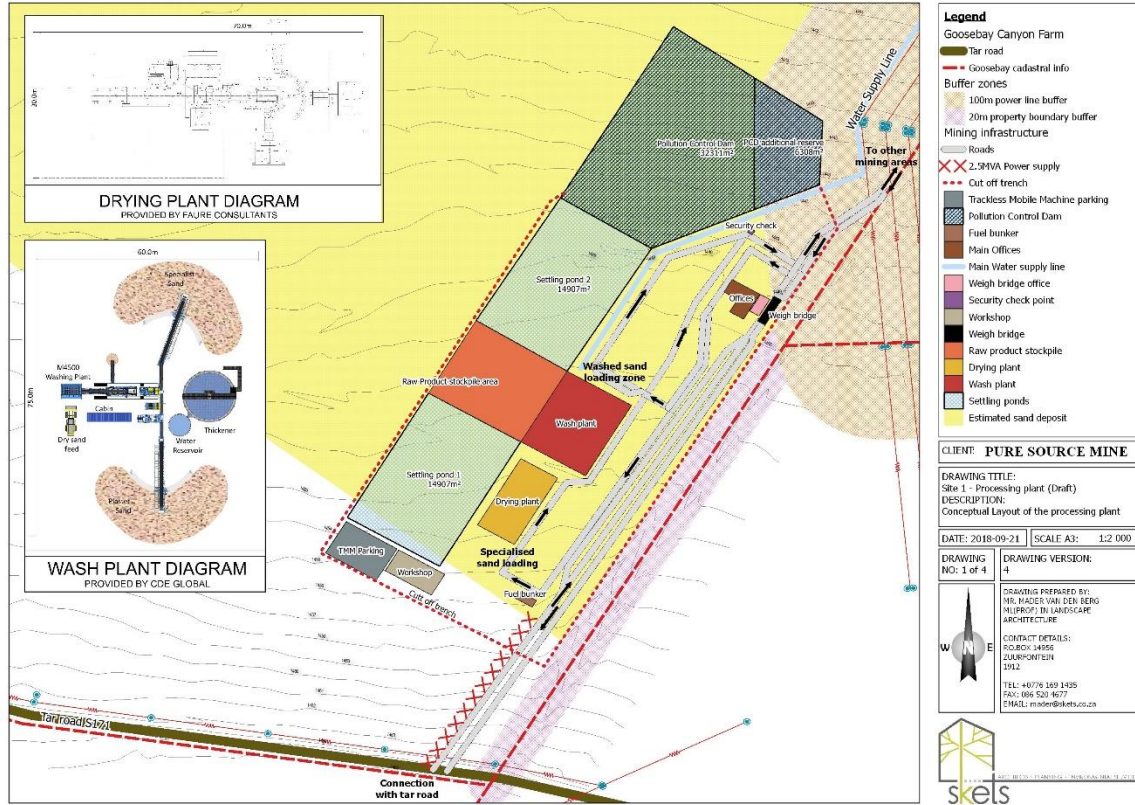 70.0m
30.0m
DRYING PLANT DIAGRAM
PROVIDED BY FAURE CONSULTANTS
60.0m
75.0m
Specialist
Sand
M4500
Washing Plant
Cabin
Dry sand
feed
Water
Reservoir
Thickener
Plaster
Sand
WASH PLANT DIAGRAM
PROVIDED BY CDE GLOBAL
Pollution Control Dam
32311m²
PCD additional reserve
6308m²
Water Supply Line
To other
mining areas
Security check
Settling pond 2
14907m²
Offices
Weigh bridge
Washed sand
loading zone
Raw Product stockpile area
Wash plant
Settling pond 1
14907m²
Drying plant
Specialised
sand loading
TMM Parking
Workshop
Fuel bunker
Cutt off trench
Tar road S171
Connection
with tar road
Legend
Goosebay Canyon Farm
Tar road
Goosebay cadastral info
Buffer zones
100m power line buffer
20m property boundary buffer
Mining infrastructure
Roads
2.5MVA Power supply
Cut off trench
Trackless Mobile Machine parking
Pollution Control Dam
Fuel bunker
Main Offices
Main Water supply line
Weigh bridge office
Security check point
Workshop
Weigh bridge
Raw product stockpile
Drying plant
Wash plant
Settling ponds
Estimated sand deposit
CLIENT: PURE SOURCE MINE
DRAWING TITLE:
Site 1 - Processing plant (Draft)
DESCRIPTION:
Conceptual Layout of the processing plant
DATE: 2018-09-21 SCALE A3: 1:2 000
DRAWING
NO: 1 of 4
DRAWING VERSION:
4
W N E
DRAWING PREPARED BY:
MR. MADER VAN DEN BERG
ML(PROF) IN LANDSCAPE
ARCHITECTURE
CONTACT DETAILS:
P.O.BOX 14956
ZUURFONTEIN
1912
TEL: +0776 169 1435
FAX: 086 520 4677
EMAIL: mader@skets.co.za
skets